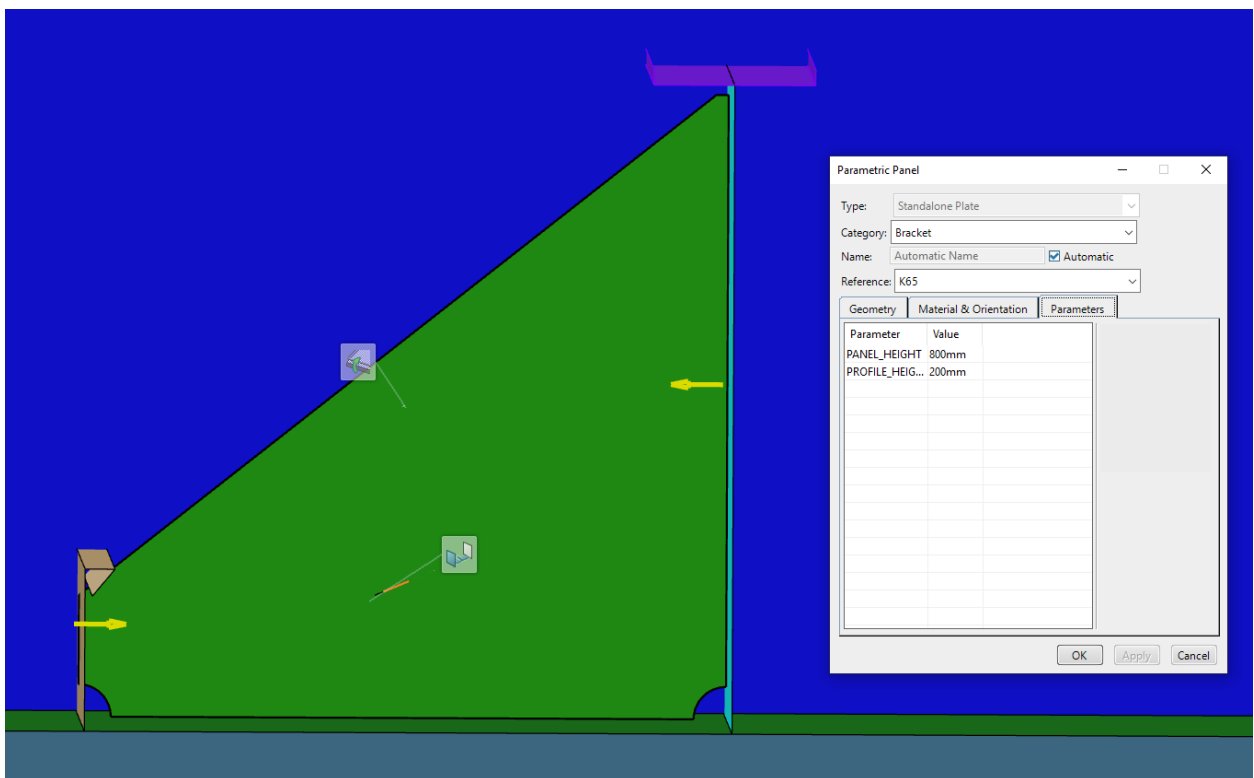 Parametric Panel
Type: Standalone Plate
Category: Bracket
Name: Automatic Name Automatic
Reference: K65
Geometry Material & Orientation Parameters
Parameter Value
PANEL_HEIGHT 800mm
PROFILE_HEIG... 200mm
OK Apply Cancel